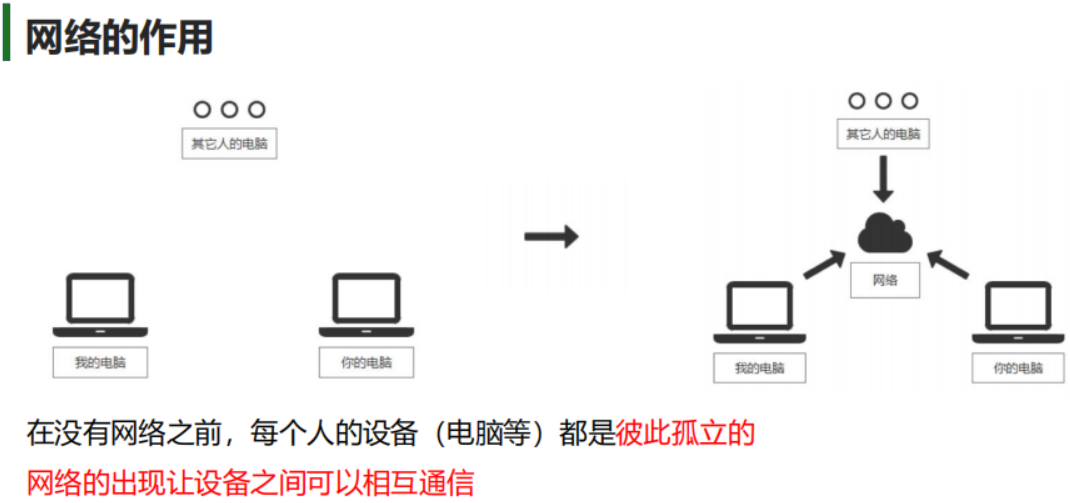 网络的作用
其它人的电脑
我的电脑
你的电脑
其它人的电脑
网络
我的电脑
你的电脑
在没有网络之前，每个人的设备（电脑等）都是彼此孤立的
网络的出现让设备之间可以相互通信